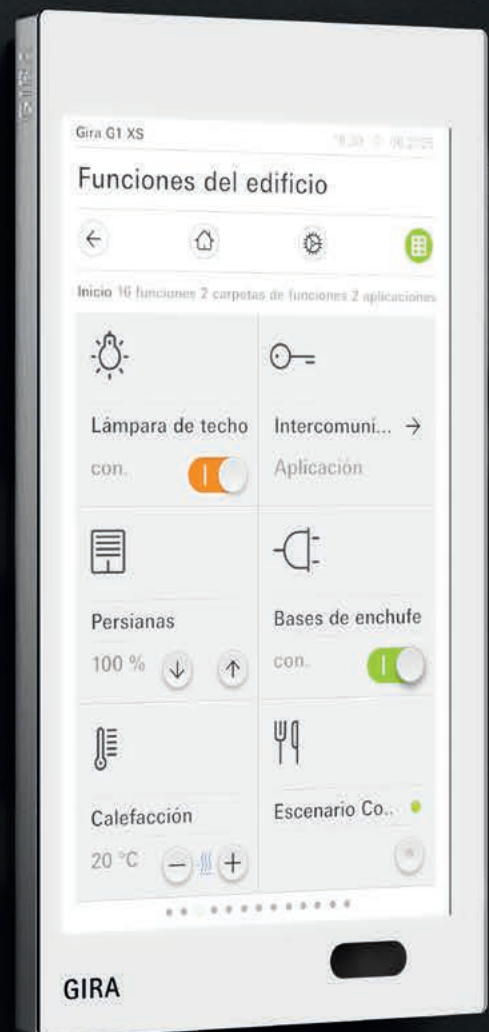 Gira G1 XS
Funciones del edificio
Inicio 16 funciones 2 carpetas de funciones 2 aplicaciones
Lámpara de techo
con.
Intercomuni... →
Aplicación
Persianas
100 %
Bases de enchufe
con.
Calefacción
20 °C
Escenario Co..
GIRA